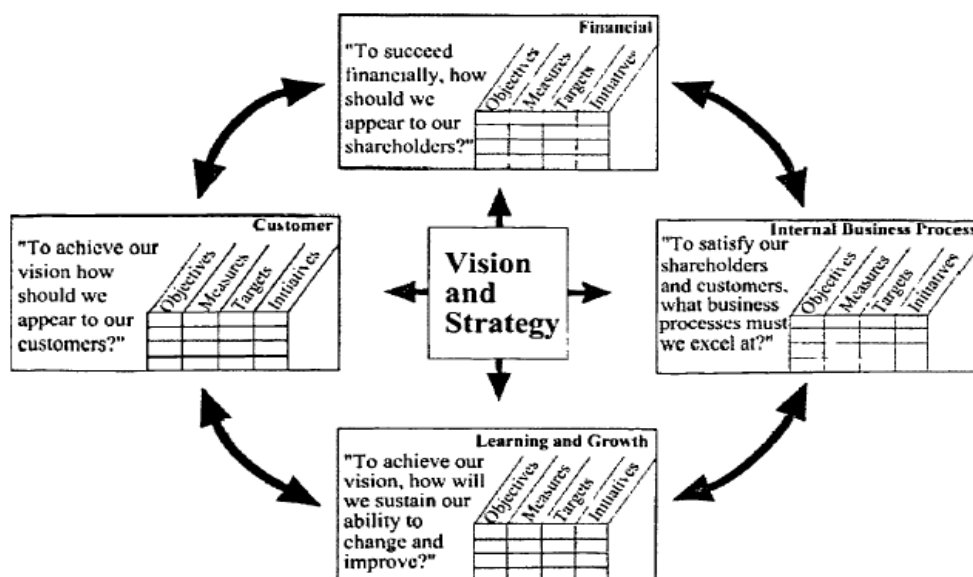 Financial
"To succeed
financially, how
should we
appear to our
shareholders?"
Objectives
Measures
Targets
Initiatives
Customer
"To achieve our
vision how
should we
appear to our
customers?"
Objectives
Measures
Targets
Initiatives
Vision
and
Strategy
Internal Business Process
"To satisfy our
shareholders
and customers,
what business
processes must
we excel at?"
Objectives
Measures
Targets
Initiatives
Learning and Growth
"To achieve our
vision, how will
we sustain our
ability to
change and
improve?"
Objectives
Measures
Targets
Initiatives